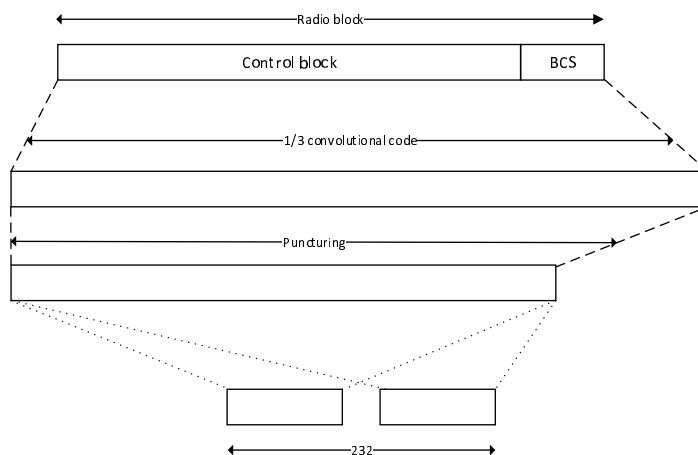 Radio block
Control block
BCS
1/3 convolutional code
Puncturing
232